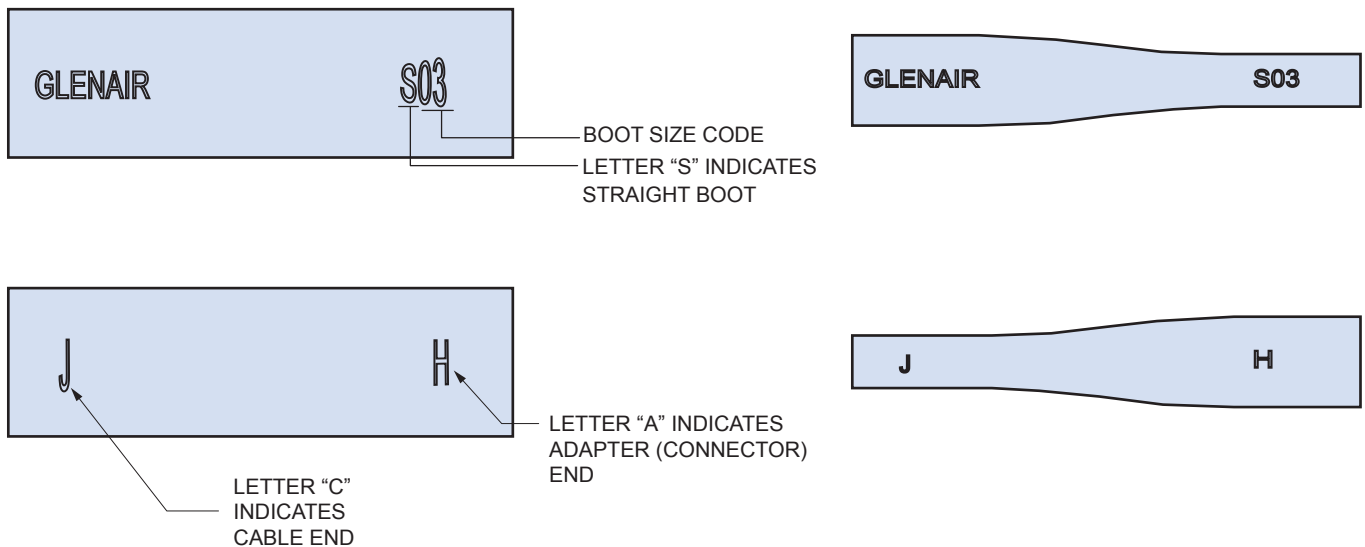 GLENAIR S03
GLENAIR S03
BOOT SIZE CODE
LETTER “S” INDICATES
STRAIGHT BOOT
J H
J H
LETTER “A” INDICATES
ADAPTER (CONNECTOR)
END
LETTER “C”
INDICATES
CABLE END